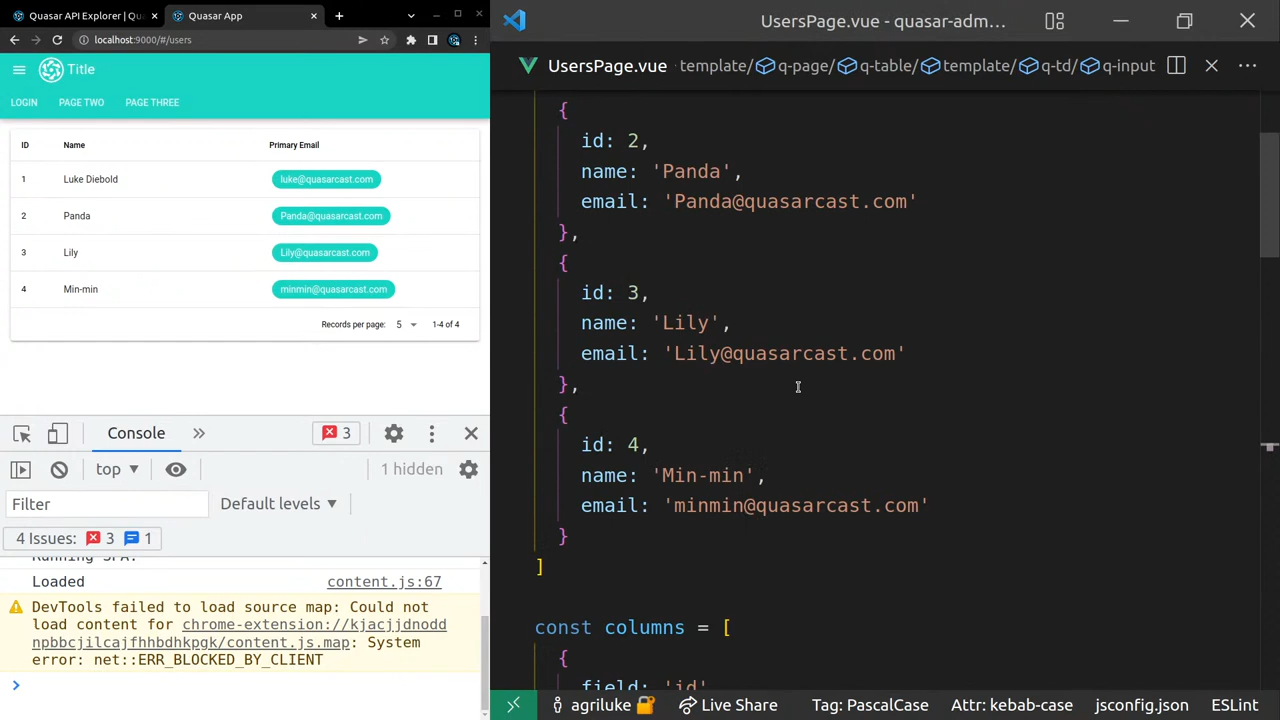 Quasar API Explorer | Qu
Quasar App
localhost:9000/#/users
Title
LOGIN PAGE TWO PAGE THREE
ID Name Primary Email
1 Luke Diebold luke@quasarcast.com
2 Panda Panda@quasarcast.com
3 Lily Lily@quasarcast.com
4 Min-min minmin@quasarcast.com
Records per page: 5 1-4 of 4
Console 3
top 1 hidden
Filter Default levels
4 Issues: 3 1
Running SPA.
Loaded content.js:67
DevTools failed to load source map: Could not
load content for chrome-extension://kjacjjdnodd
npbbcjilcajfhhbdhkpgk/content.js.map: System
error: net::ERR_BLOCKED_BY_CLIENT
UsersPage.vue - quasar-adm...
UsersPage.vue template/ q-page/ q-table/ template/ q-td/ q-input
{
id: 2,
name: 'Panda',
email: 'Panda@quasarcast.com'
},
{
id: 3,
name: 'Lily',
email: 'Lily@quasarcast.com'
},
{
id: 4,
name: 'Min-min',
email: 'minmin@quasarcast.com'
}
]
const columns = [
{
field: 'id'
agriluke Live Share Tag: PascalCase Attr: kebab-case jsconfig.json ESLint